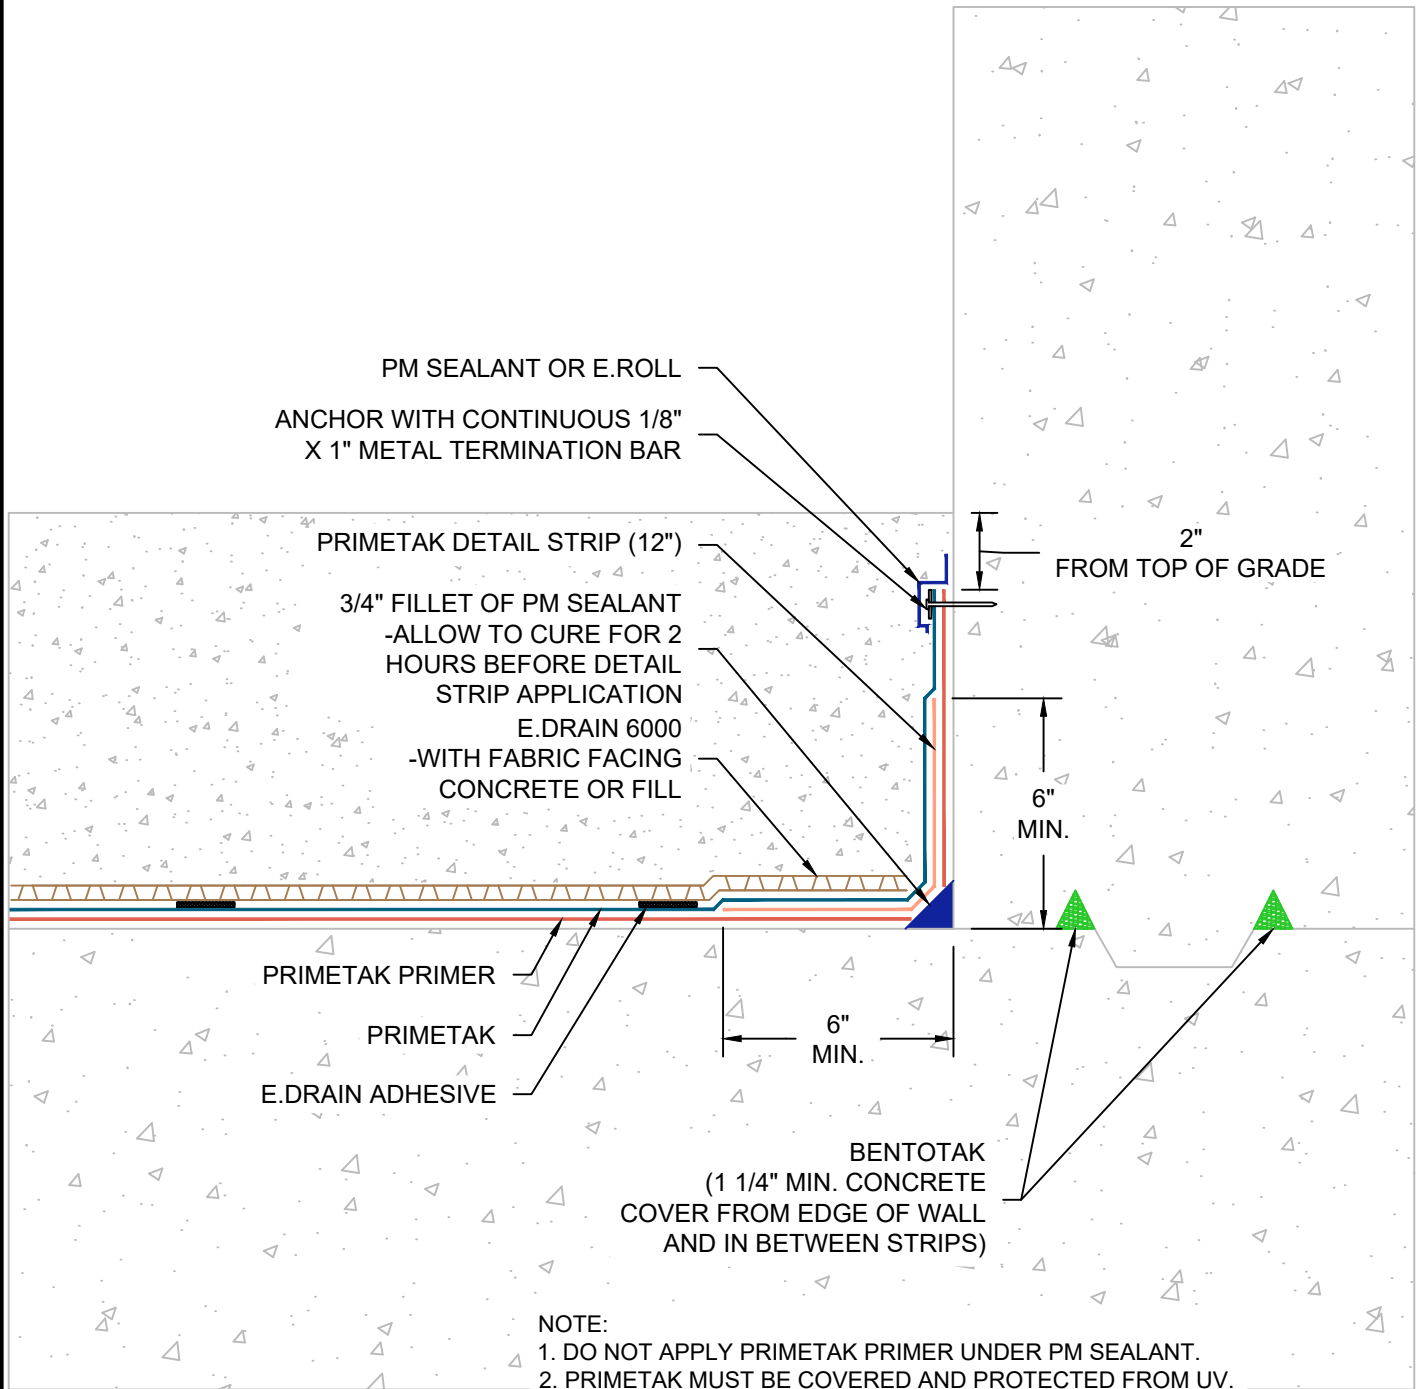 PM SEALANT OR E.ROLL
ANCHOR WITH CONTINUOUS 1/8"
X 1" METAL TERMINATION BAR
PRIMETAK DETAIL STRIP (12")
2"
FROM TOP OF GRADE
3/4" FILLET OF PM SEALANT
-ALLOW TO CURE FOR 2
HOURS BEFORE DETAIL
STRIP APPLICATION
E.DRAIN 6000
-WITH FABRIC FACING
CONCRETE OR FILL
6"
MIN.
PRIMETAK PRIMER
PRIMETAK
E.DRAIN ADHESIVE
6"
MIN.
BENTOTAK
(1 1/4" MIN. CONCRETE
COVER FROM EDGE OF WALL
AND IN BETWEEN STRIPS)
NOTE:
1. DO NOT APPLY PRIMETAK PRIMER UNDER PM SEALANT.
2. PRIMETAK MUST BE COVERED AND PROTECTED FROM UV.